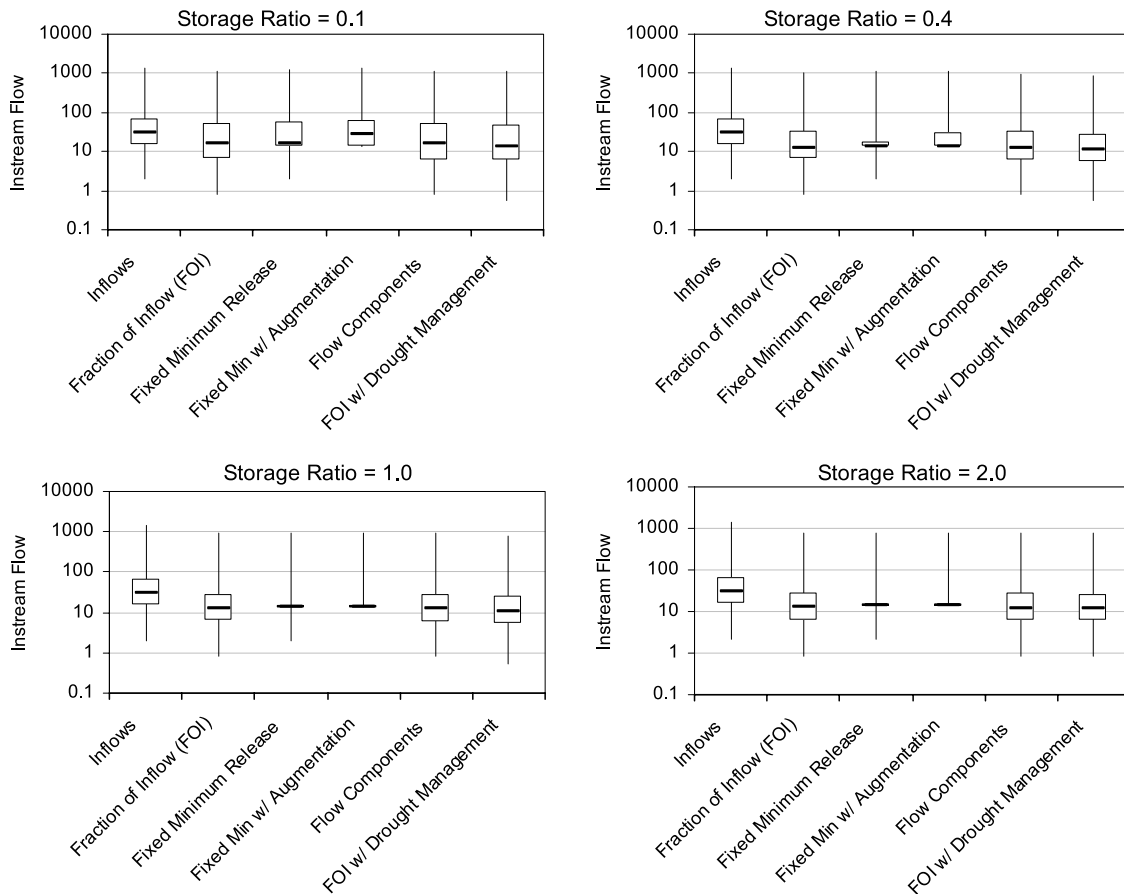 Storage Ratio = 0.1
10000
1000
100
10
1
0.1
Instream Flow
Inflows
Fraction of Inflow (FOI)
Fixed Minimum Release
Fixed Min w/ Augmentation
Flow Components
FOI w/ Drought Management
Storage Ratio = 0.4
10000
1000
100
10
1
0.1
Instream Flow
Inflows
Fraction of Inflow (FOI)
Fixed Minimum Release
Fixed Min w/ Augmentation
Flow Components
FOI w/ Drought Management
Storage Ratio = 1.0
10000
1000
100
10
1
0.1
Instream Flow
Inflows
Fraction of Inflow (FOI)
Fixed Minimum Release
Fixed Min w/ Augmentation
Flow Components
FOI w/ Drought Management
Storage Ratio = 2.0
10000
1000
100
10
1
0.1
Instream Flow
Inflows
Fraction of Inflow (FOI)
Fixed Minimum Release
Fixed Min w/ Augmentation
Flow Components
FOI w/ Drought Management